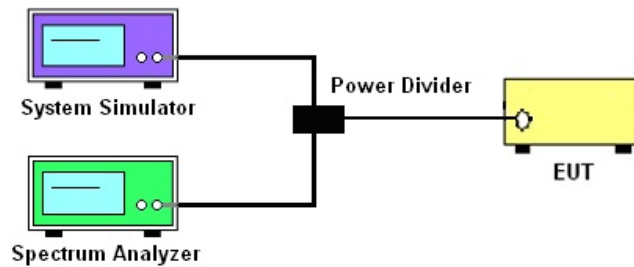 System Simulator
Power Divider
EUT
Spectrum Analyzer